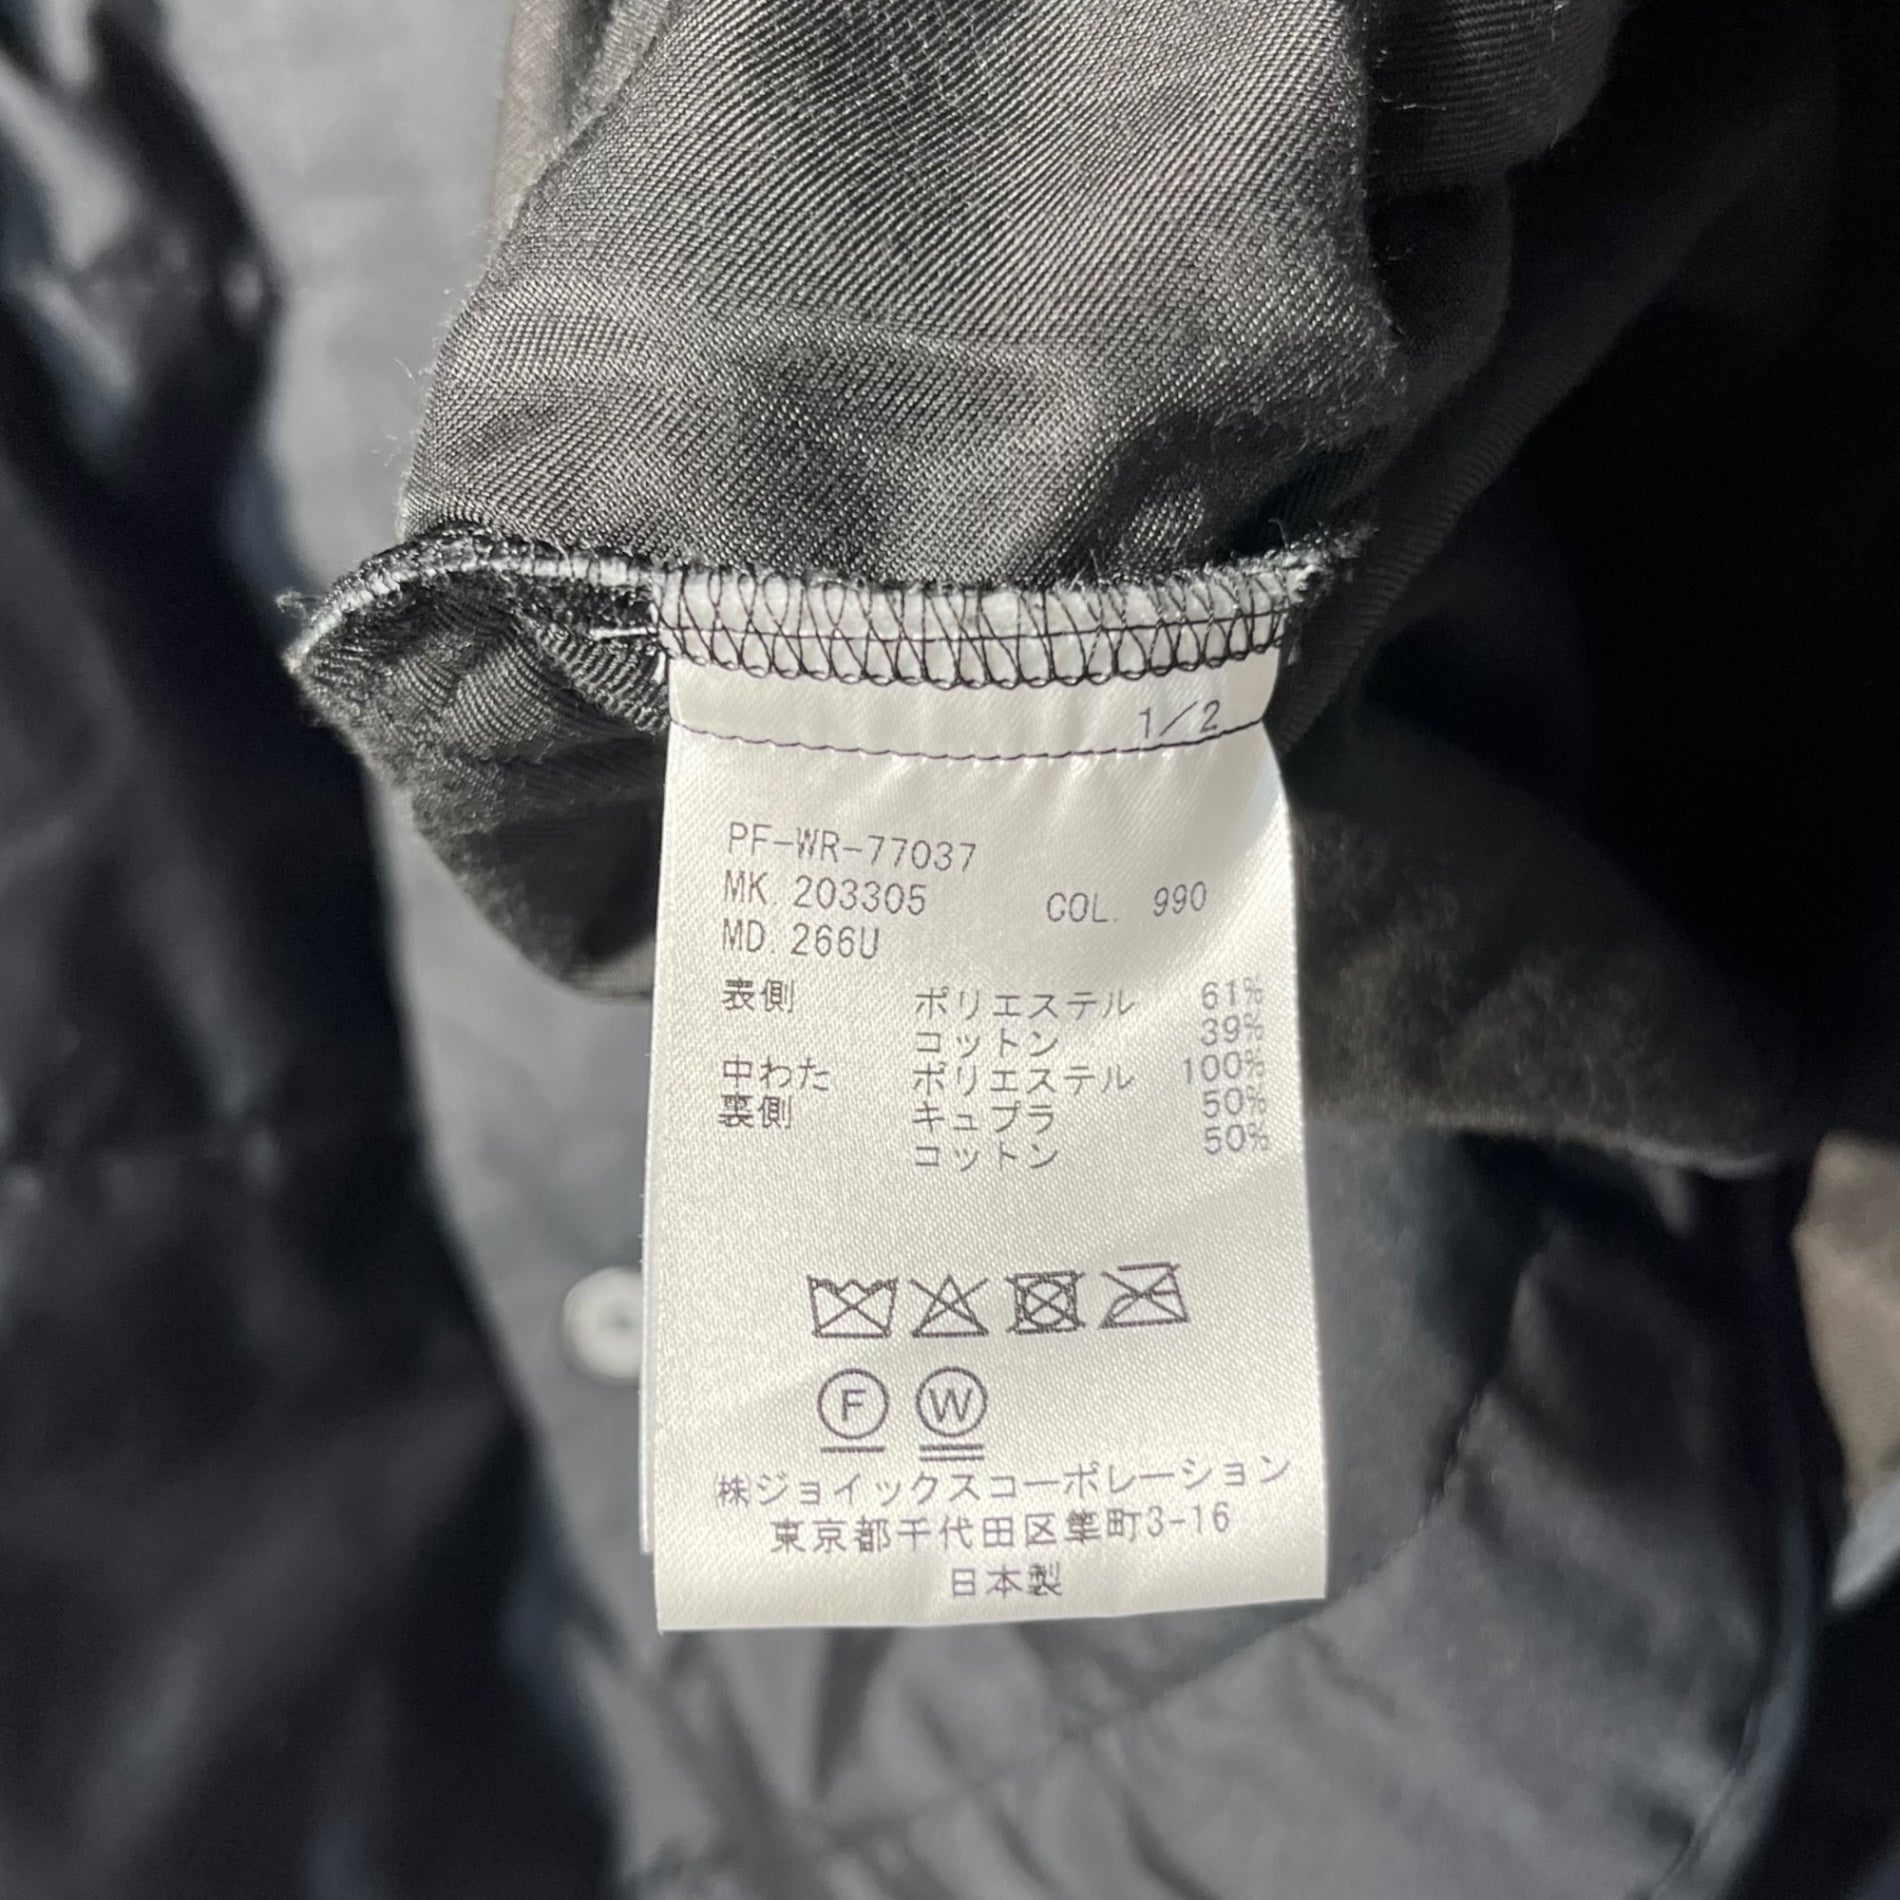 1/2
PF-WR-77037
MK. 203305 COL. 990
MD. 266U
表側 ポリエステル 61%
コットン 39%
中わた ポリエステル 100%
裏側 キュプラ 50%
コットン 50%
F W
㈱ジョイックスコーポレーション
東京都千代田区隼町3-16
日本製